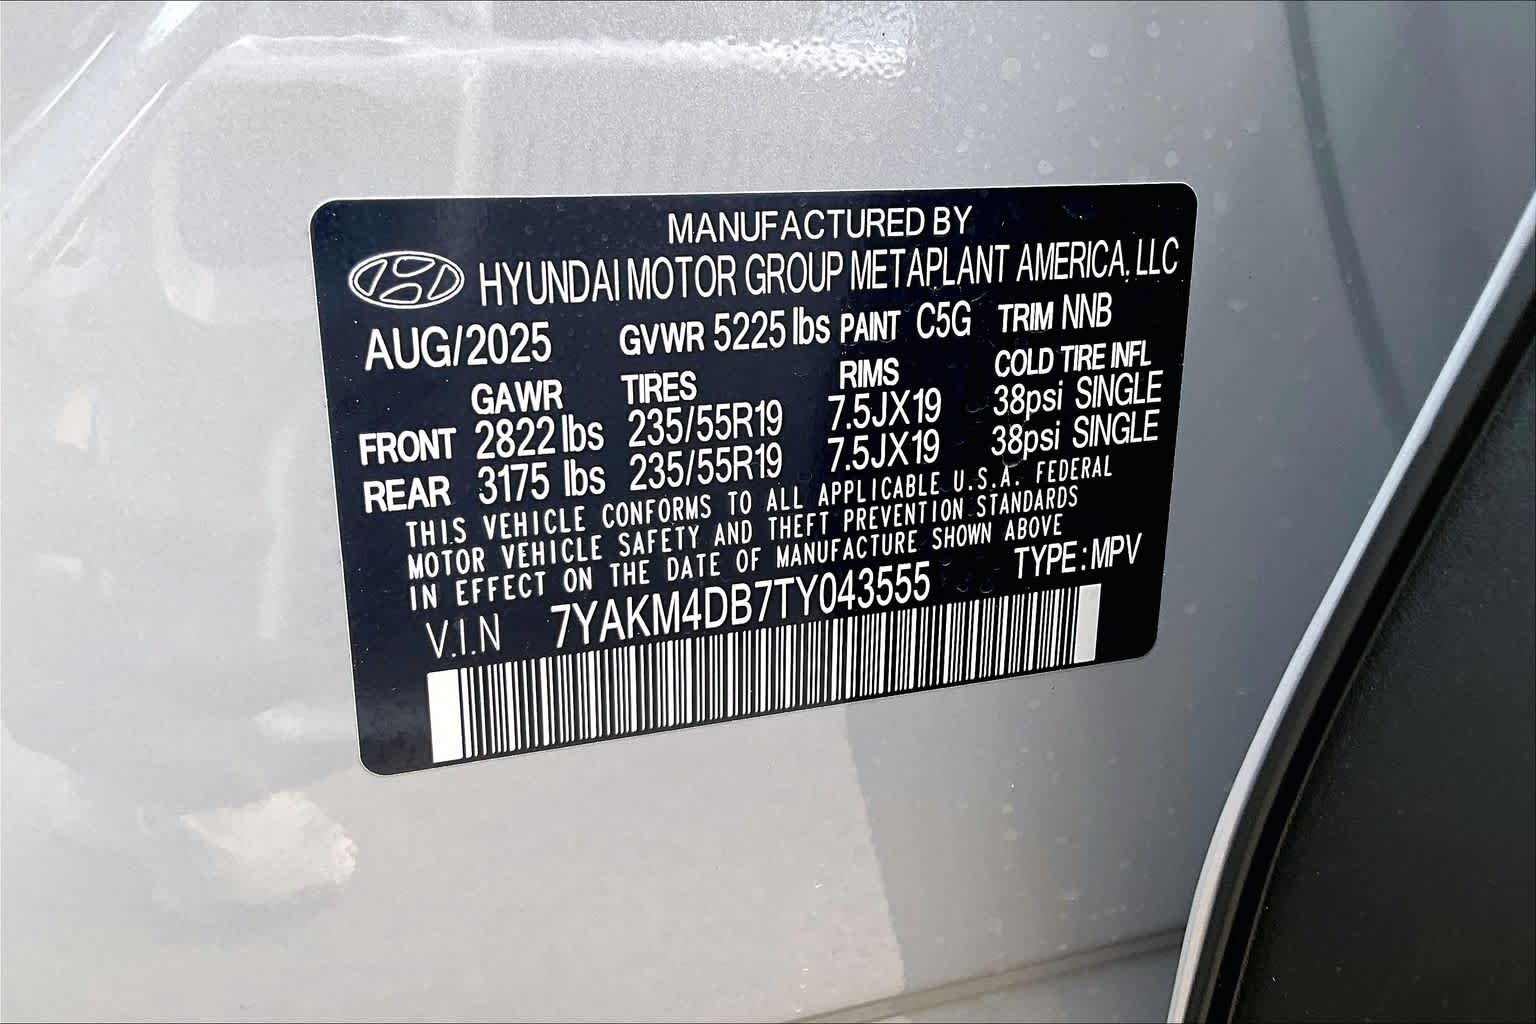 MANUFACTURED BY
HYUNDAI MOTOR GROUP METAPLANT AMERICA, LLC
AUG/2025 GVWR 5225 lbs PAINT C5G TRIM NNB
GAWR TIRES RIMS COLD TIRE INFL
FRONT 2822 lbs 235/55R19 7.5JX19 38psi SINGLE
REAR 3175 lbs 235/55R19 7.5JX19 38psi SINGLE
THIS VEHICLE CONFORMS TO ALL APPLICABLE U.S.A. FEDERAL
MOTOR VEHICLE SAFETY AND THEFT PREVENTION STANDARDS
IN EFFECT ON THE DATE OF MANUFACTURE SHOWN ABOVE
V.I.N 7YAKM4DB7TY043555 TYPE: MPV